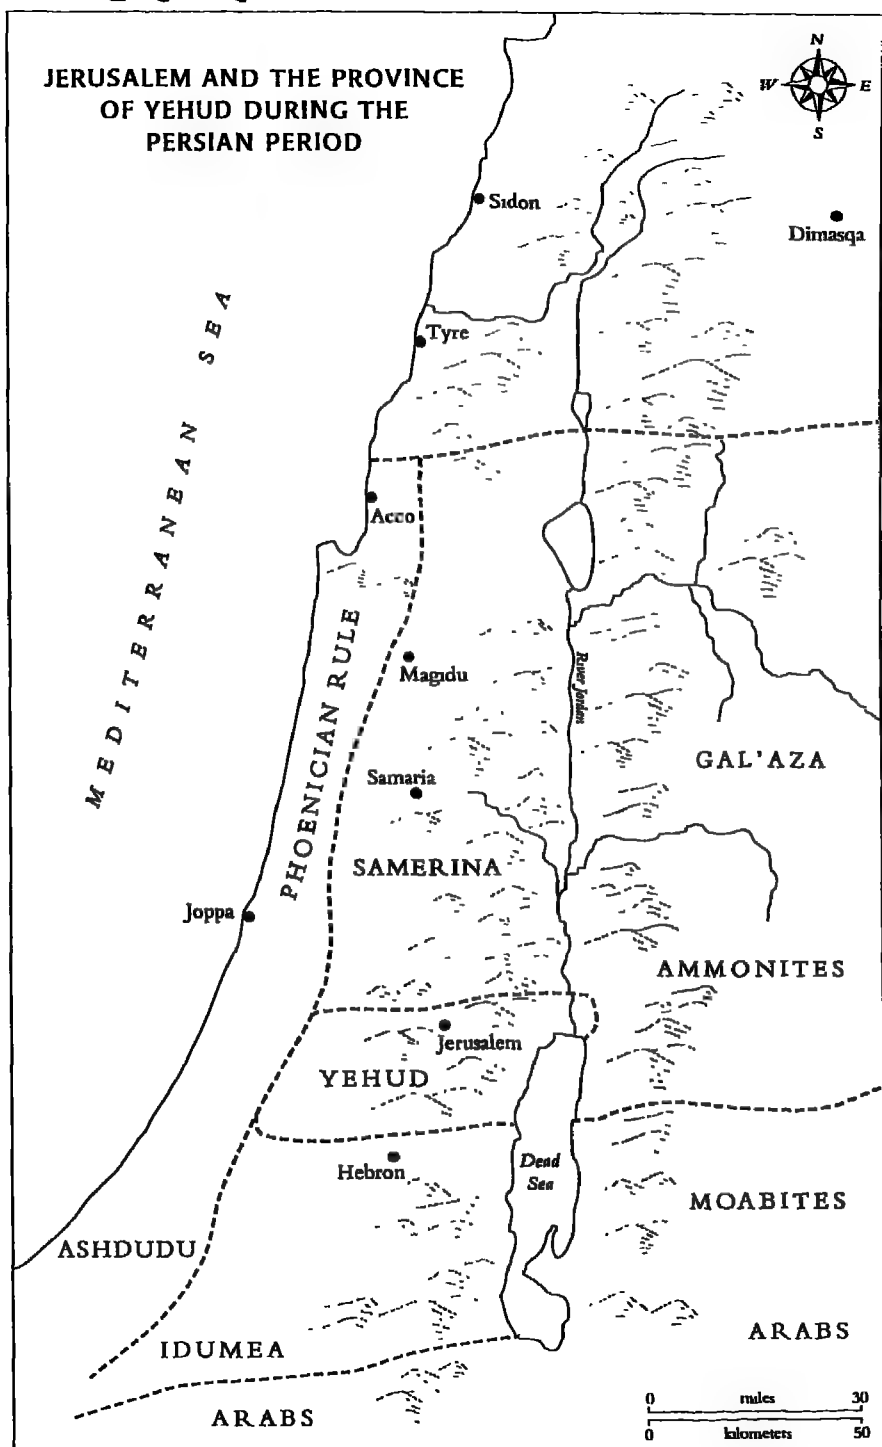 JERUSALEM AND THE PROVINCE
OF YEHUD DURING THE
PERSIAN PERIOD
N
W E
S
Sidon
Dimasqa
Tyre
MEDITERRANEAN SEA
Acco
PHOENICIAN RULE
Magidu
River Jordan
GAL'AZA
Samaria
SAMERINA
Joppa
AMMONITES
Jerusalem
YEHUD
Hebron
Dead
Sea
MOABITES
ASHDUDU
IDUMEA
ARABS
ARABS
0 miles 30
0 kilometers 50